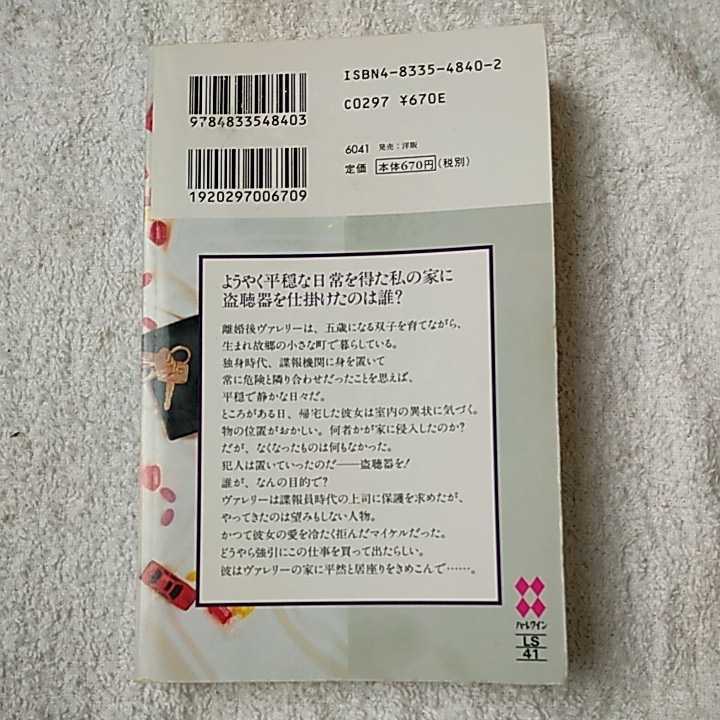 ISBN4-8335-4840-2
C0297 ¥670E
9784833548403
6041 発売：洋販
定価 本体670円(税別)
1920297006709
ようやく平穏な日常を得た私の家に
盗聴器を仕掛けたのは誰?
離婚後ヴァレリーは、五歳になる双子を育てながら、
生まれ故郷の小さな町で暮らしている。
独身時代、諜報機関に身を置いて
常に危険と隣り合わせだったことを思えば、
平穏で静かな日々だ。
ところがある日、帰宅した彼女は室内の異状に気づく。
物の位置がおかしい。何者かが家に侵入したのか?
だが、なくなったものは何もなかった。
犯人は置いていったのだ——盗聴器を!
誰が、なんの目的で?
ヴァレリーは諜報員時代の上司に保護を求めたが、
やってきたのは望みもしない人物。
かつて彼女の愛を冷たく拒んだマイケルだった。
どうやら強引にこの仕事を買って出たらしい。
彼はヴァレリーの家に平然と居座りをきめこんで……。
ハーレクイン
LS
41